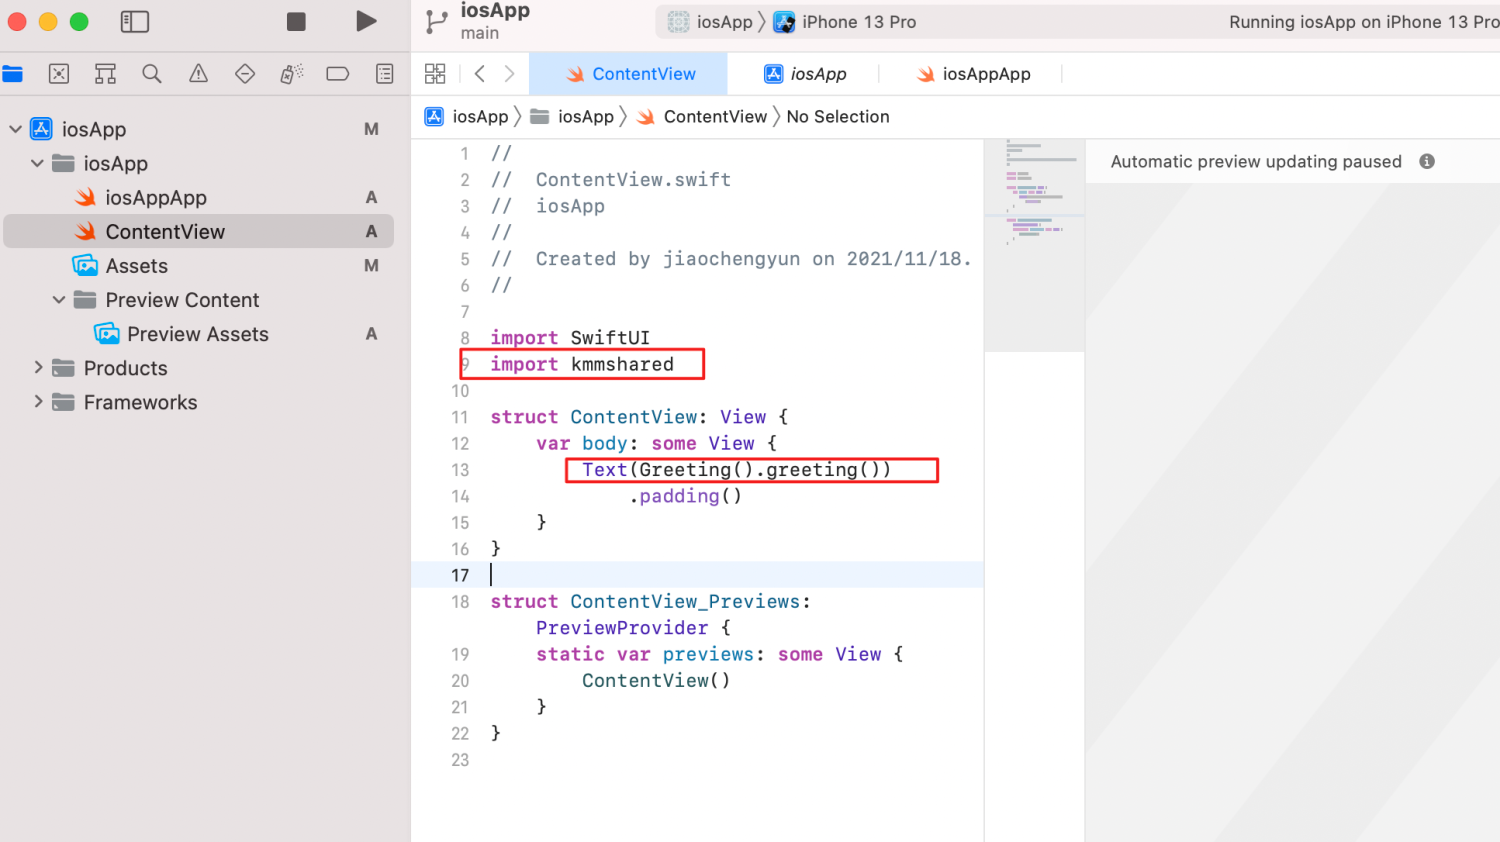 iosApp
main
iosApp
iPhone 13 Pro
Running iosApp on iPhone 13 Pro
ContentView
iosApp
iosAppApp
iosApp
M
iosApp
iosAppApp
A
ContentView
A
Assets
M
Preview Content
Preview Assets
A
Products
Frameworks
iosApp 〉 iosApp 〉 ContentView 〉 No Selection
1 //
2 //  ContentView.swift
3 //  iosApp
4 //
5 //  Created by jiaochengyun on 2021/11/18.
6 //
7
8 import SwiftUI
9 import kmmshared
10
11 struct ContentView: View {
12     var body: some View {
13         Text(Greeting().greeting())
14             .padding()
15     }
16 }
17
18 struct ContentView_Previews:
    PreviewProvider {
19     static var previews: some View {
20         ContentView()
21     }
22 }
23
Automatic preview updating paused